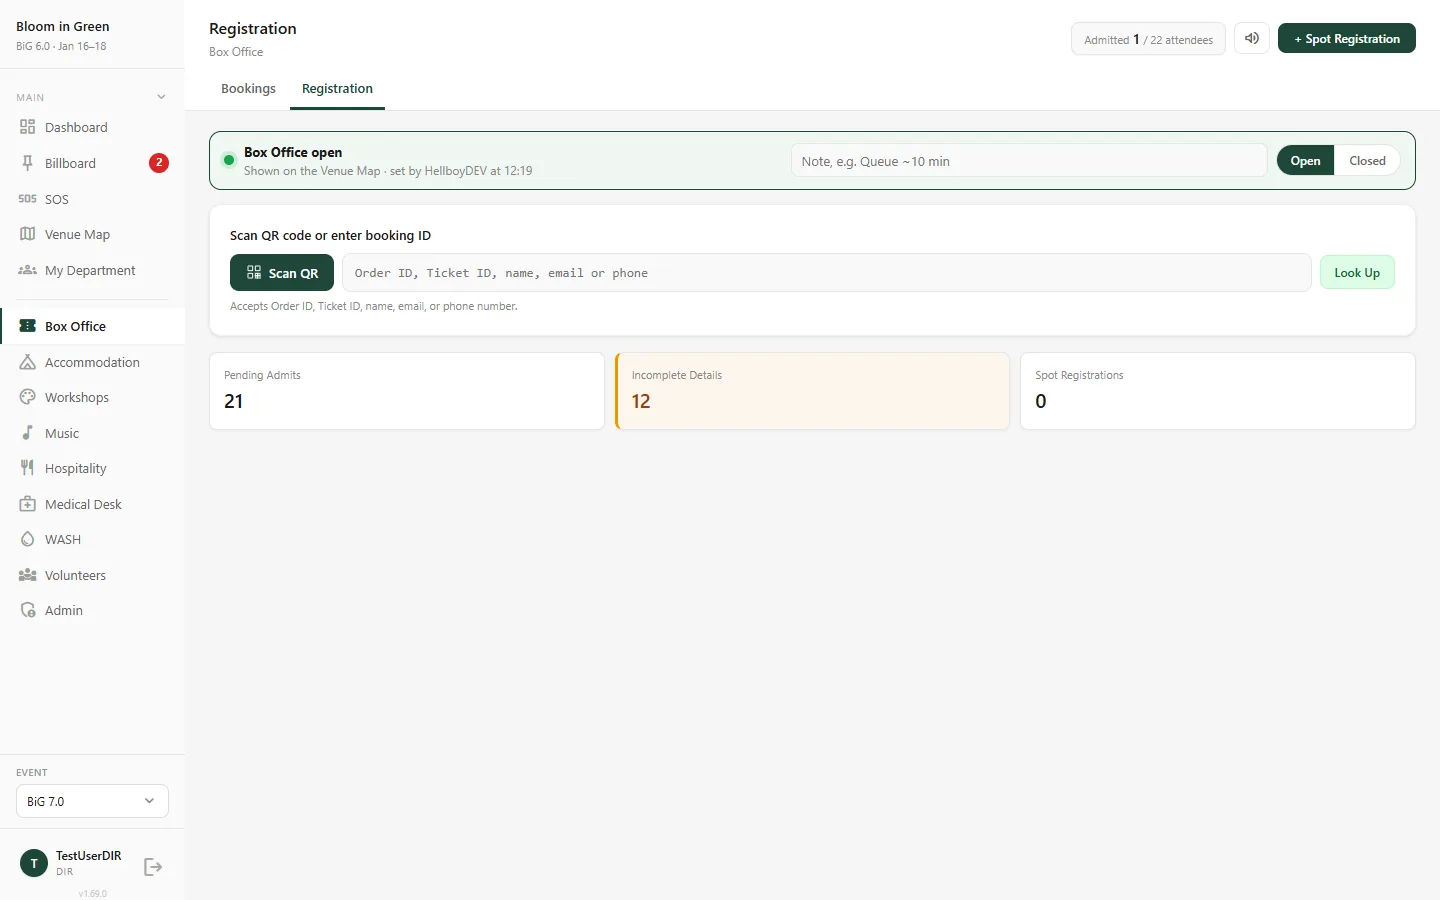 Bloom in Green
BiG 6.0 · Jan 16–18
MAIN
Dashboard
Billboard
2
SOS
SOS
Venue Map
My Department
Box Office
Accommodation
Workshops
Music
Hospitality
Medical Desk
WASH
Volunteers
Admin
EVENT
BiG 7.0
T
TestUserDIR
DIR
v1.69.0
Registration
Box Office
Admitted 1 / 22 attendees
+ Spot Registration
Bookings
Registration
Box Office open
Shown on the Venue Map · set by HellboyDEV at 12:19
Note, e.g. Queue ~10 min
Open
Closed
Scan QR code or enter booking ID
Scan QR
Order ID, Ticket ID, name, email or phone
Look Up
Accepts Order ID, Ticket ID, name, email, or phone number.
Pending Admits
21
Incomplete Details
12
Spot Registrations
0